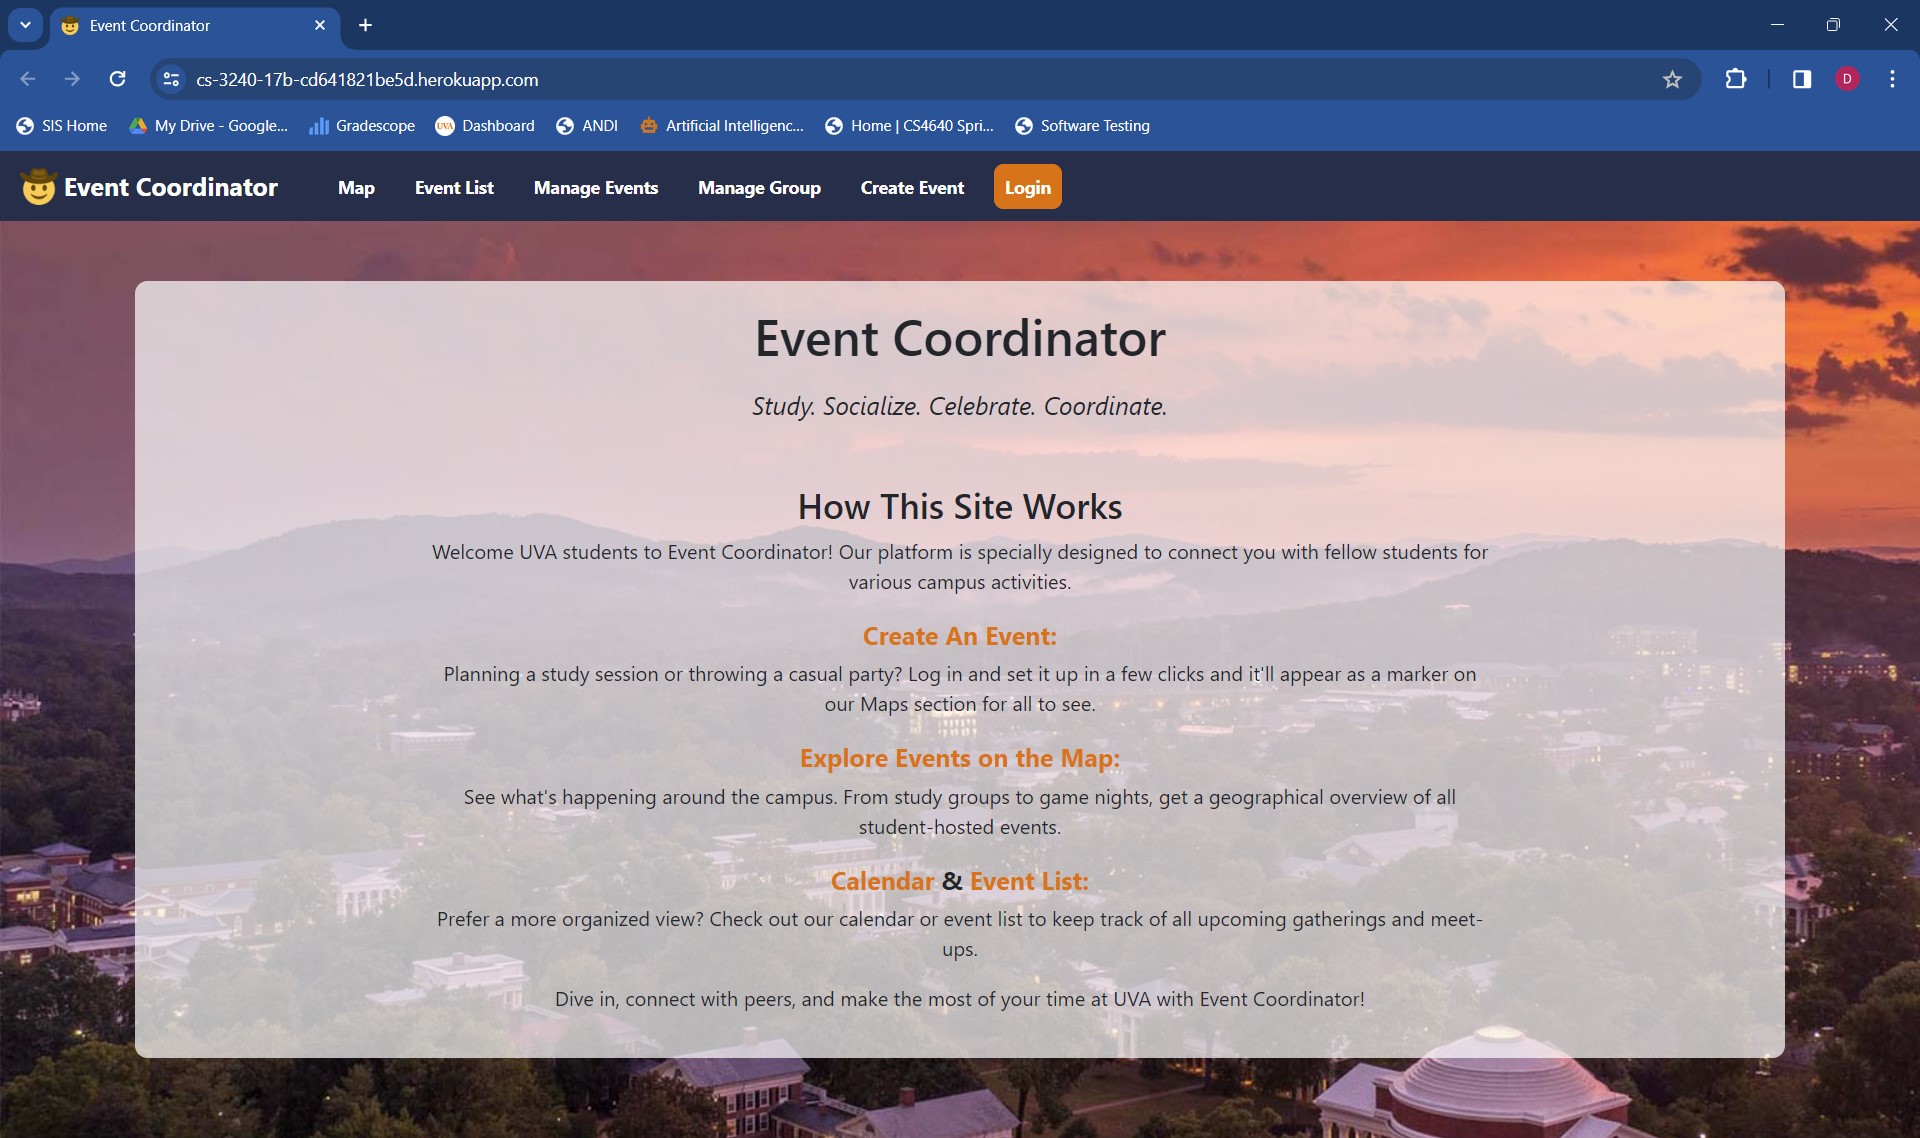 Event Coordinator
cs-3240-17b-cd641821be5d.herokuapp.com
D
SIS Home
My Drive - Google...
Gradescope
UVA Dashboard
ANDI
Artificial Intelligenc...
Home | CS4640 Spri...
Software Testing
Event Coordinator
Map
Event List
Manage Events
Manage Group
Create Event
Login
Event Coordinator
Study. Socialize. Celebrate. Coordinate.
How This Site Works
Welcome UVA students to Event Coordinator! Our platform is specially designed to connect you with fellow students for
various campus activities.
Create An Event:
Planning a study session or throwing a casual party? Log in and set it up in a few clicks and it'll appear as a marker on
our Maps section for all to see.
Explore Events on the Map:
See what's happening around the campus. From study groups to game nights, get a geographical overview of all
student-hosted events.
Calendar & Event List:
Prefer a more organized view? Check out our calendar or event list to keep track of all upcoming gatherings and meet-
ups.
Dive in, connect with peers, and make the most of your time at UVA with Event Coordinator!